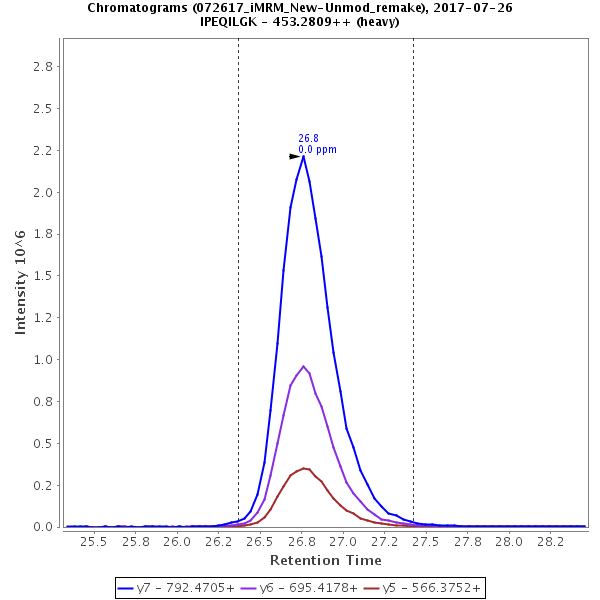 Chromatograms (072617_iMRM_New-Unmod_remake), 2017-07-26
IPEQILGK - 453.2809++ (heavy)
Intensity 10^6
2.8
2.5
2.2
2.0
1.8
1.5
1.2
1.0
0.8
0.5
0.2
0.0
26.8
0.0 ppm
25.5 25.8 26.0 26.2 26.5 26.8 27.0 27.2 27.5 27.8 28.0 28.2
Retention Time
y7 - 792.4705+ y6 - 695.4178+ y5 - 566.3752+